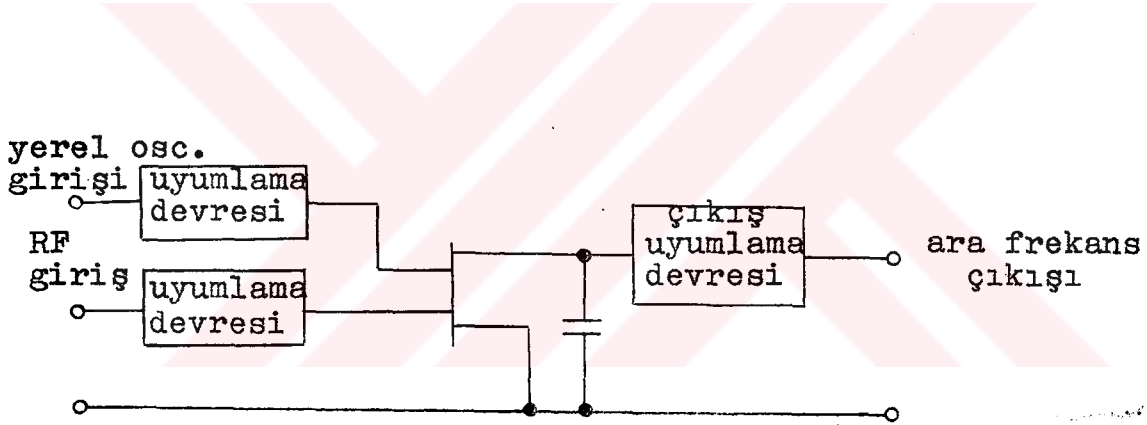 yerel osc.
girişi
uyumlama
devresi
RF
giriş
uyumlama
devresi
çıkış
uyumlama
devresi
ara frekans
çıkışı